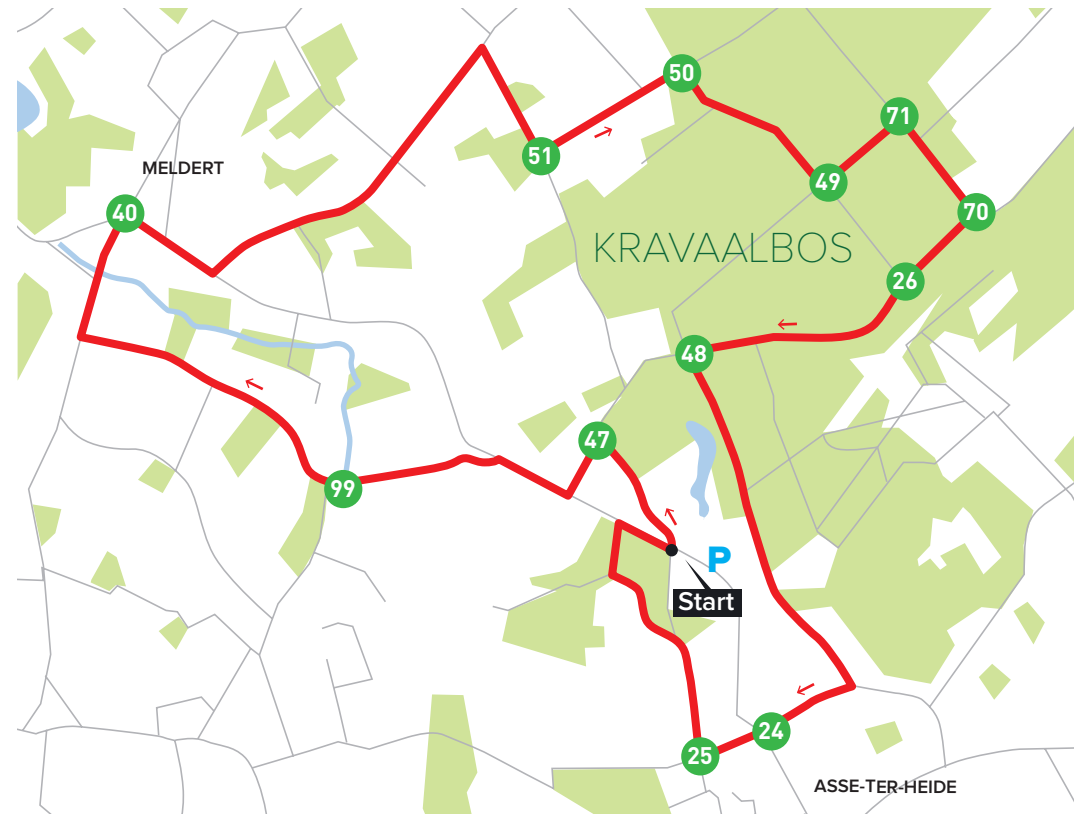 50
71
51
MELDERT
49
40
70
KRAVAALBOS
26
48
47
99
P
Start
24
25
ASSE-TER-HEIDE